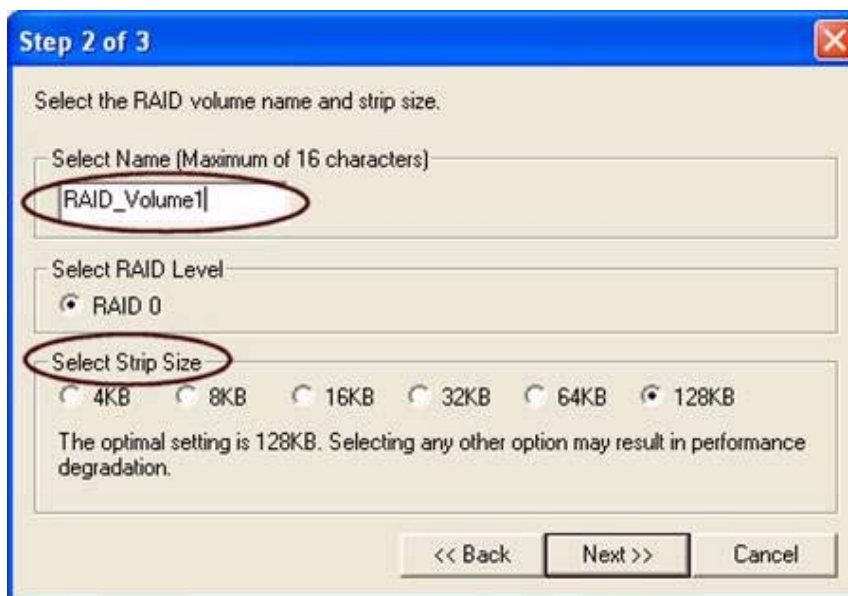 Step 2 of 3
Select the RAID volume name and strip size.
Select Name (Maximum of 16 characters)
RAID_Volume1
Select RAID Level
RAID 0
Select Strip Size
4KB 8KB 16KB 32KB 64KB 128KB
The optimal setting is 128KB. Selecting any other option may result in performance
degradation.
<< Back Next >> Cancel